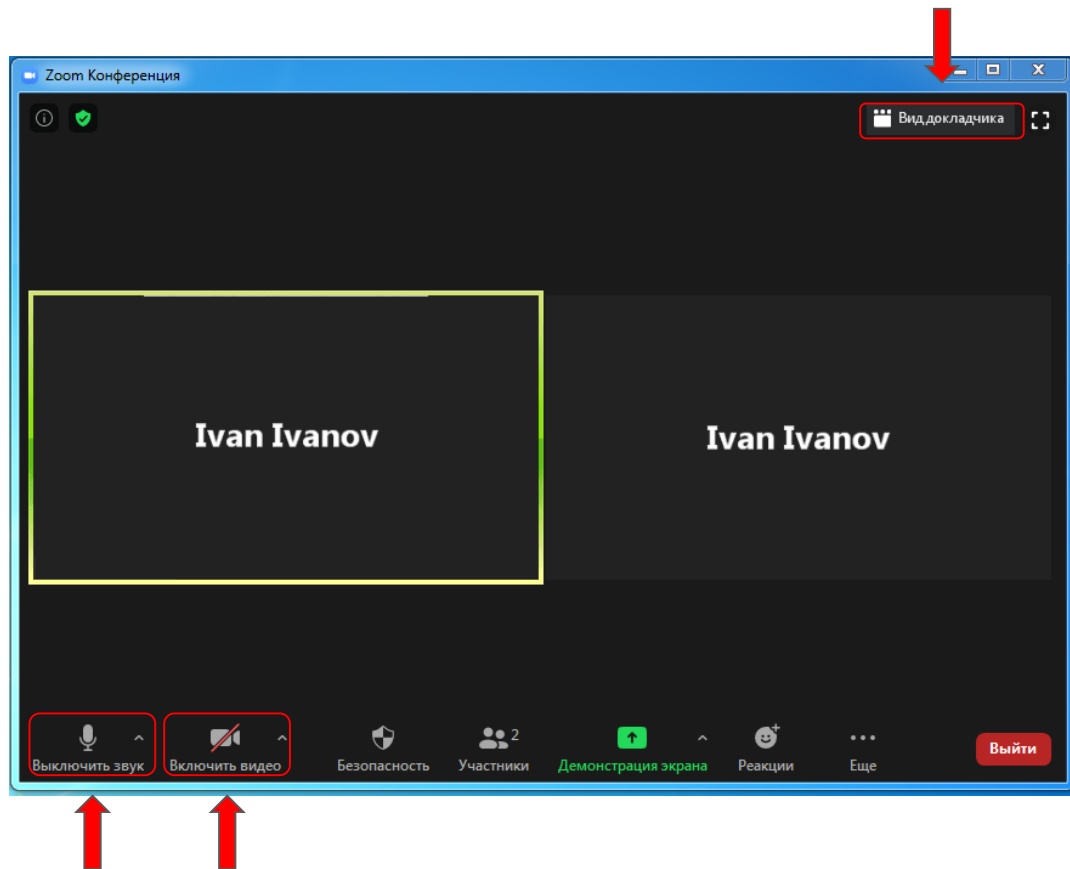 Zoom Конференция
Вид докладчика
Ivan Ivanov
Ivan Ivanov
2
Выключить звук
Включить видео
Безопасность
Участники
Демонстрация экрана
Реакции
Еще
Выйти